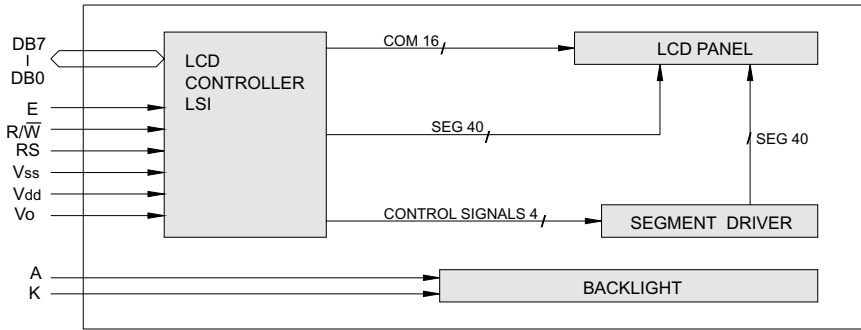 DB7
DB0
E
R/W̅
RS
Vss
Vdd
Vo
A
K
LCD
CONTROLLER
LSI
COM 16
SEG 40
CONTROL SIGNALS 4
LCD PANEL
SEG 40
SEGMENT DRIVER
BACKLIGHT